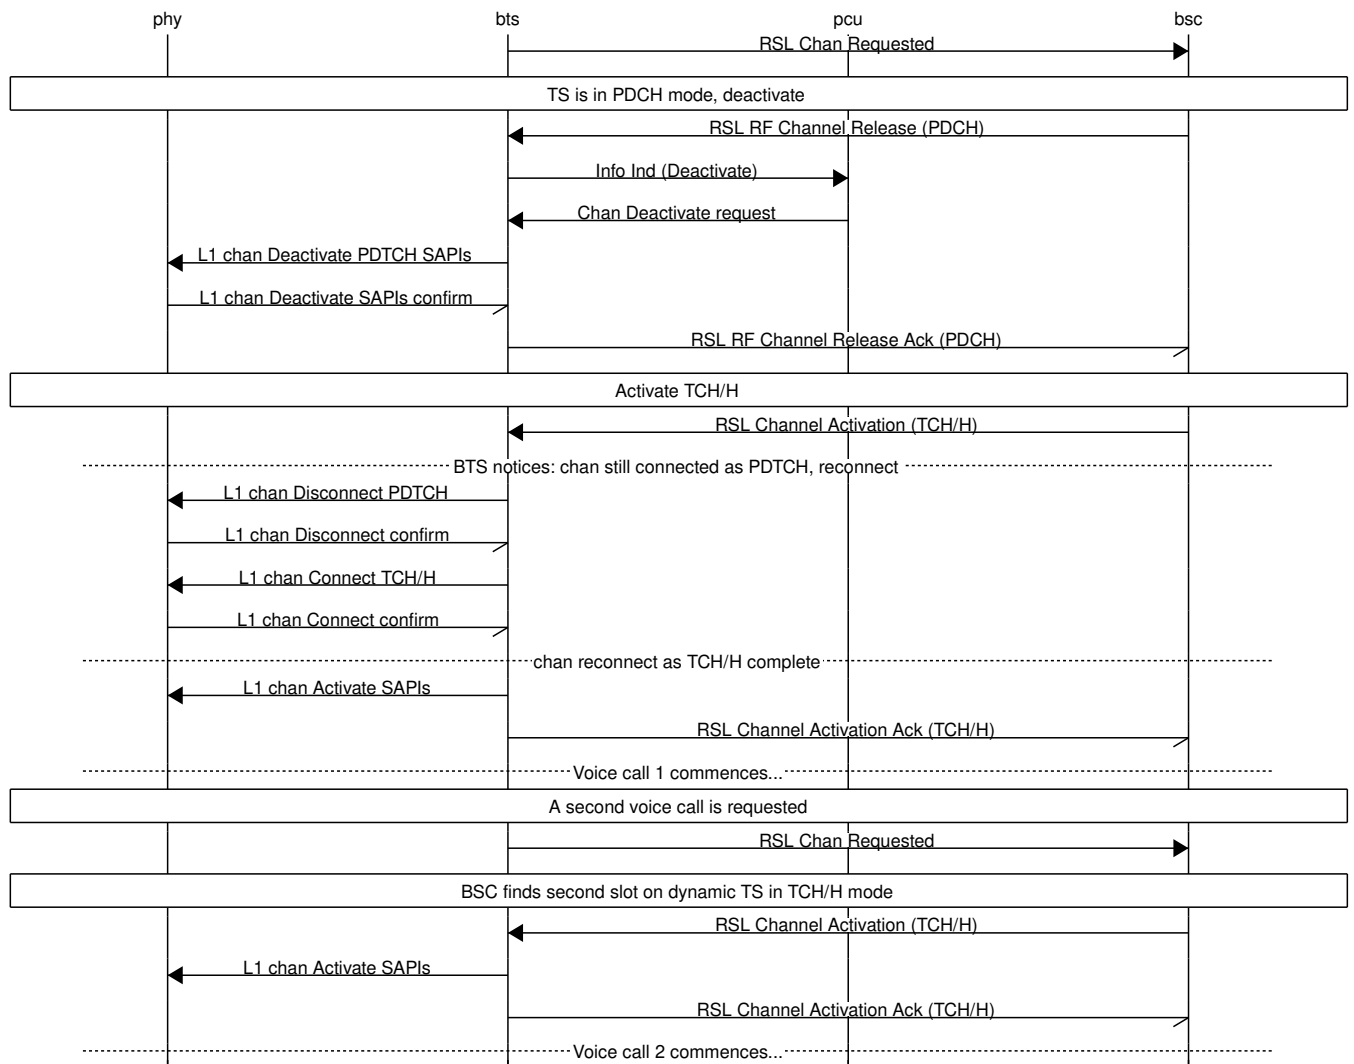 phy bts pcu bsc
RSL Chan Requested
TS is in PDCH mode, deactivate
RSL RF Channel Release (PDCH)
Info Ind (Deactivate)
Chan Deactivate request
L1 chan Deactivate PDTCH SAPIs
L1 chan Deactivate SAPIs confirm
RSL RF Channel Release Ack (PDCH)
Activate TCH/H
RSL Channel Activation (TCH/H)
BTS notices: chan still connected as PDTCH, reconnect
L1 chan Disconnect PDTCH
L1 chan Disconnect confirm
L1 chan Connect TCH/H
L1 chan Connect confirm
chan reconnect as TCH/H complete
L1 chan Activate SAPIs
RSL Channel Activation Ack (TCH/H)
Voice call 1 commences...
A second voice call is requested
RSL Chan Requested
BSC finds second slot on dynamic TS in TCH/H mode
RSL Channel Activation (TCH/H)
L1 chan Activate SAPIs
RSL Channel Activation Ack (TCH/H)
Voice call 2 commences...